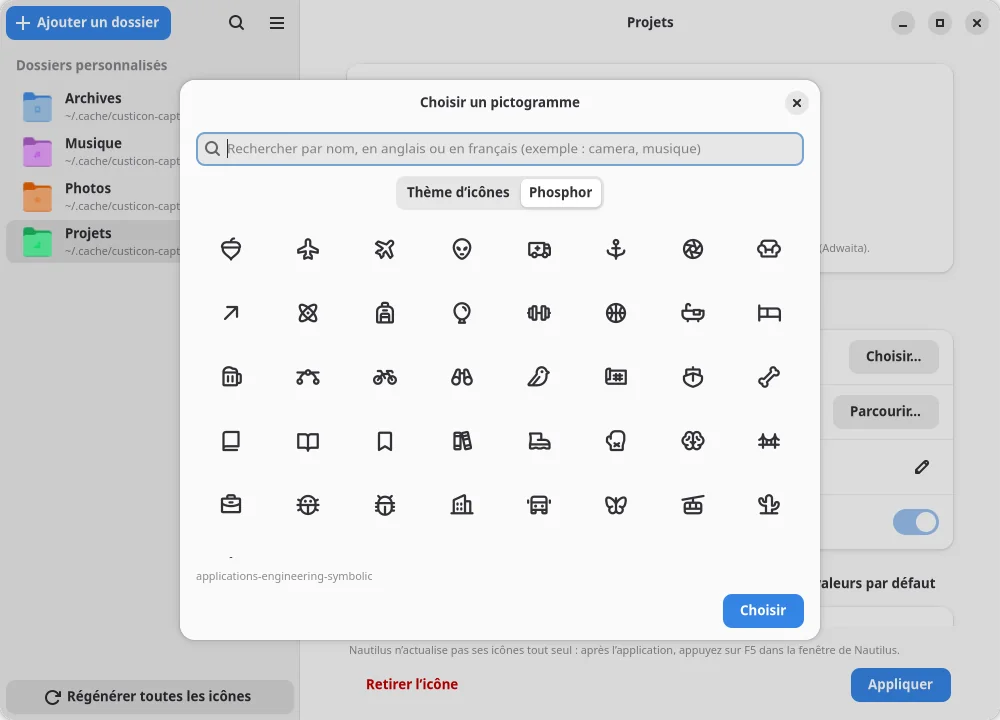 Ajouter un dossier
Projets
Dossiers personnalisés
Archives
~/.cache/custicon-capt
Musique
~/.cache/custicon-capt
Photos
~/.cache/custicon-capt
Projets
~/.cache/custicon-capt
Choisir un pictogramme
Rechercher par nom, en anglais ou en français (exemple : camera, musique)
Thème d’icônes
Phosphor
applications-engineering-symbolic
Choisir
(Adwaita).
Choisir…
Parcourir…
valeurs par défaut
Nautilus n’actualise pas ses icônes tout seul : après l’application, appuyez sur F5 dans la fenêtre de Nautilus.
Régénérer toutes les icônes
Retirer l’icône
Appliquer